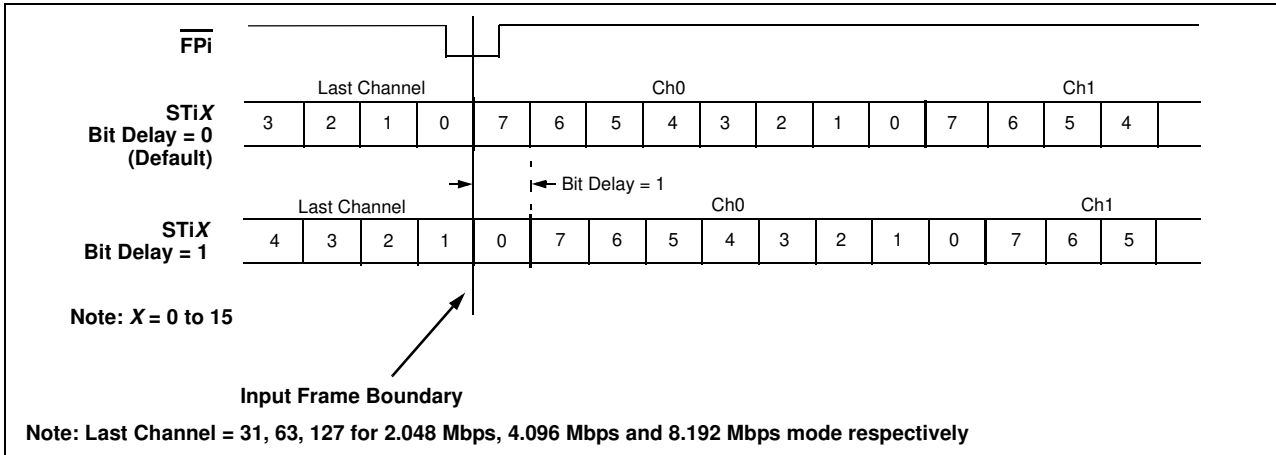 FPi
Last Channel Ch0 Ch1
STiX
Bit Delay = 0
(Default)
3 2 1 0 7 6 5 4 3 2 1 0 7 6 5 4
Bit Delay = 1
Last Channel Ch0 Ch1
STiX
Bit Delay = 1
4 3 2 1 0 7 6 5 4 3 2 1 0 7 6 5
Note: X = 0 to 15
Input Frame Boundary
Note: Last Channel = 31, 63, 127 for 2.048 Mbps, 4.096 Mbps and 8.192 Mbps mode respectively